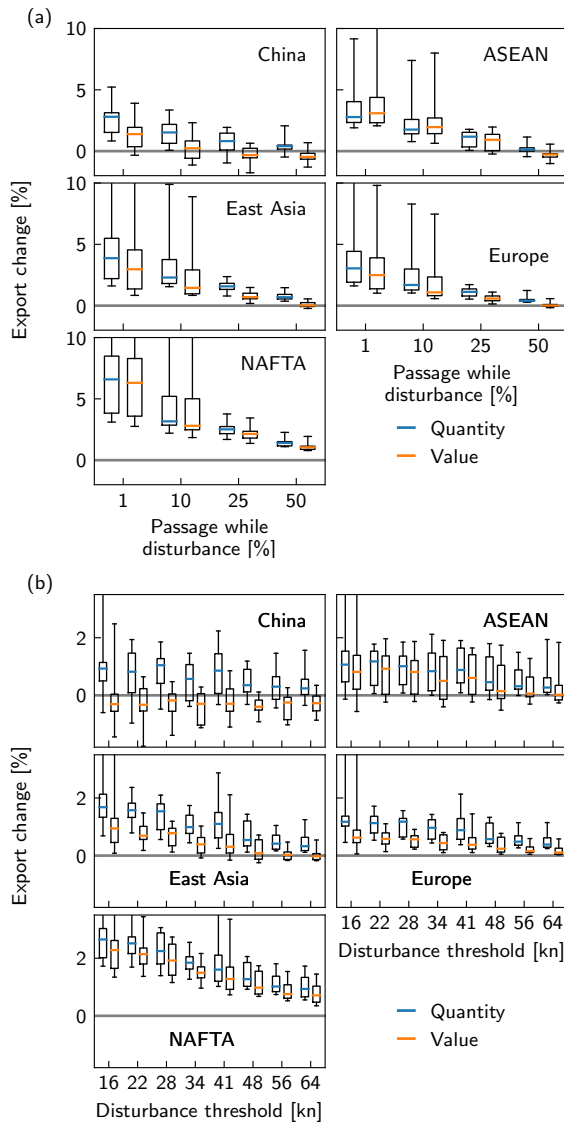 (a)
Export change [%]
10
5
0
China
ASEAN
10
5
0
East Asia
Europe
1 10 25 50
Passage while
disturbance [%]
10
5
0
NAFTA
Quantity
Value
1 10 25 50
Passage while
disturbance [%]
(b)
Export change [%]
2
0
China
ASEAN
2
0
East Asia
Europe
16 22 28 34 41 48 56 64
Disturbance threshold [kn]
2
0
NAFTA
Quantity
Value
16 22 28 34 41 48 56 64
Disturbance threshold [kn]